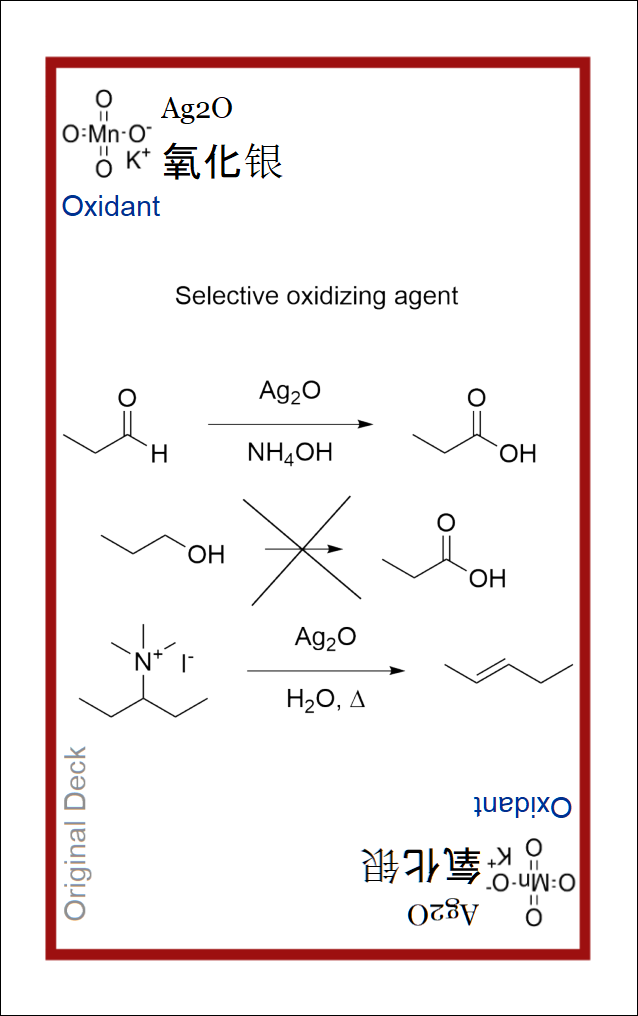 O
O=Mn-O-
O K+
Ag2O
氧化银
Oxidant
Selective oxidizing agent
O
H
Ag₂O
NH₄OH
O
OH
OH
O
OH
N+ I-
Ag₂O
H₂O, Δ
Original Deck
Oxidant
氧化银
Ag2O
O
O=Mn-O-
O K+